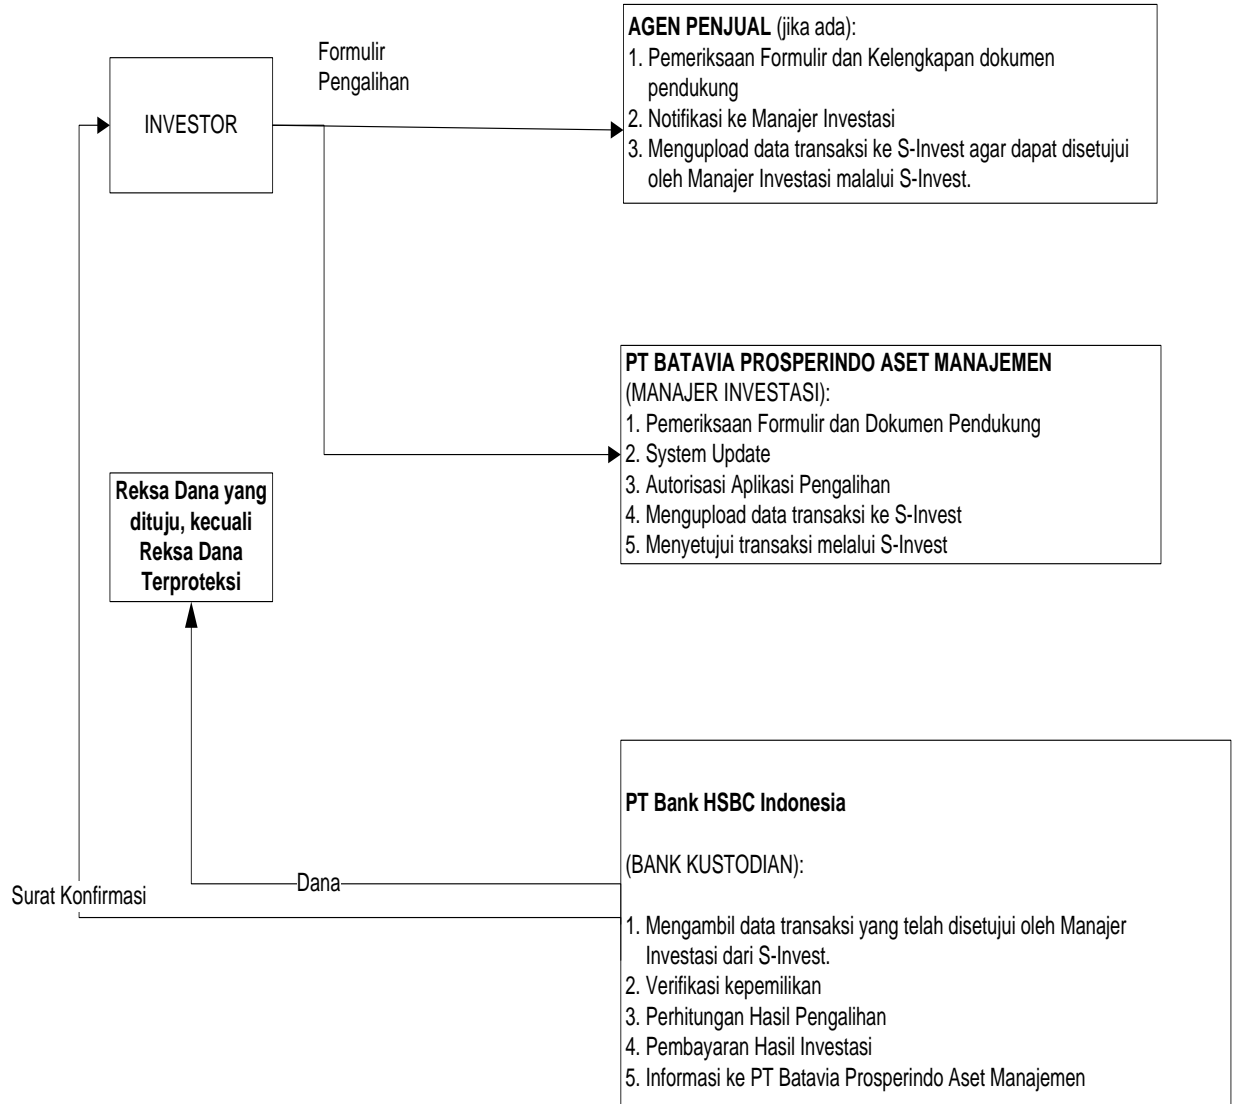 Formulir
Pengalihan
INVESTOR
AGEN PENJUAL (jika ada):
1. Pemeriksaan Formulir dan Kelengkapan dokumen
pendukung
2. Notifikasi ke Manajer Investasi
3. Mengupload data transaksi ke S-Invest agar dapat disetujui
oleh Manajer Investasi malalui S-Invest.
PT BATAVIA PROSPERINDO ASET MANAJEMEN
(MANAJER INVESTASI):
1. Pemeriksaan Formulir dan Dokumen Pendukung
2. System Update
3. Autorisasi Aplikasi Pengalihan
4. Mengupload data transaksi ke S-Invest
5. Menyetujui transaksi melalui S-Invest
Reksa Dana yang
dituju, kecuali
Reksa Dana
Terproteksi
Dana
Surat Konfirmasi
PT Bank HSBC Indonesia
(BANK KUSTODIAN):
1. Mengambil data transaksi yang telah disetujui oleh Manajer
Investasi dari S-Invest.
2. Verifikasi kepemilikan
3. Perhitungan Hasil Pengalihan
4. Pembayaran Hasil Investasi
5. Informasi ke PT Batavia Prosperindo Aset Manajemen